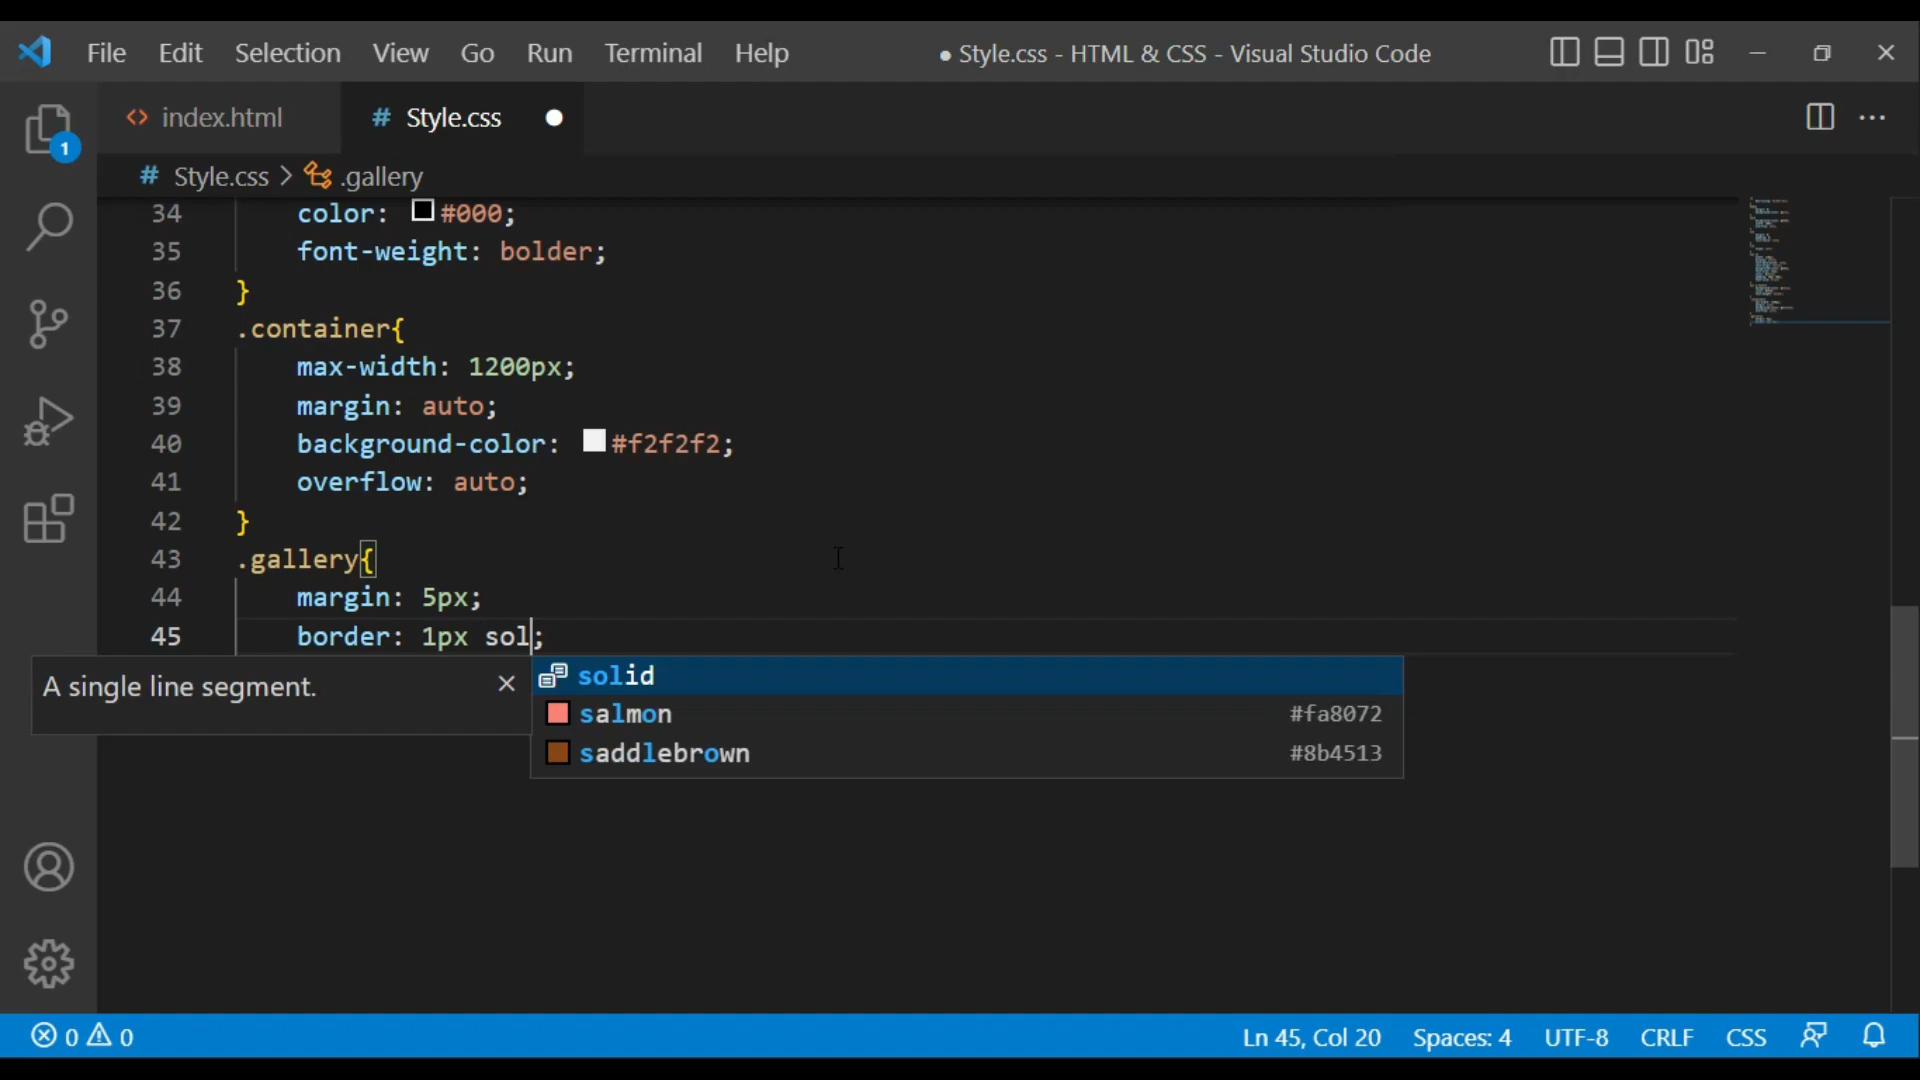 File Edit Selection View Go Run Terminal Help ● Style.css - HTML & CSS - Visual Studio Code
index.html # Style.css
1
# Style.css > .gallery
34 color: #000;
35 font-weight: bolder;
36 }
37 .container{
38 max-width: 1200px;
39 margin: auto;
40 background-color: #f2f2f2;
41 overflow: auto;
42 }
43 .gallery{
44 margin: 5px;
45 border: 1px sol;
A single line segment.
solid
salmon #fa8072
saddlebrown #8b4513
0 0 Ln 45, Col 20 Spaces: 4 UTF-8 CRLF CSS